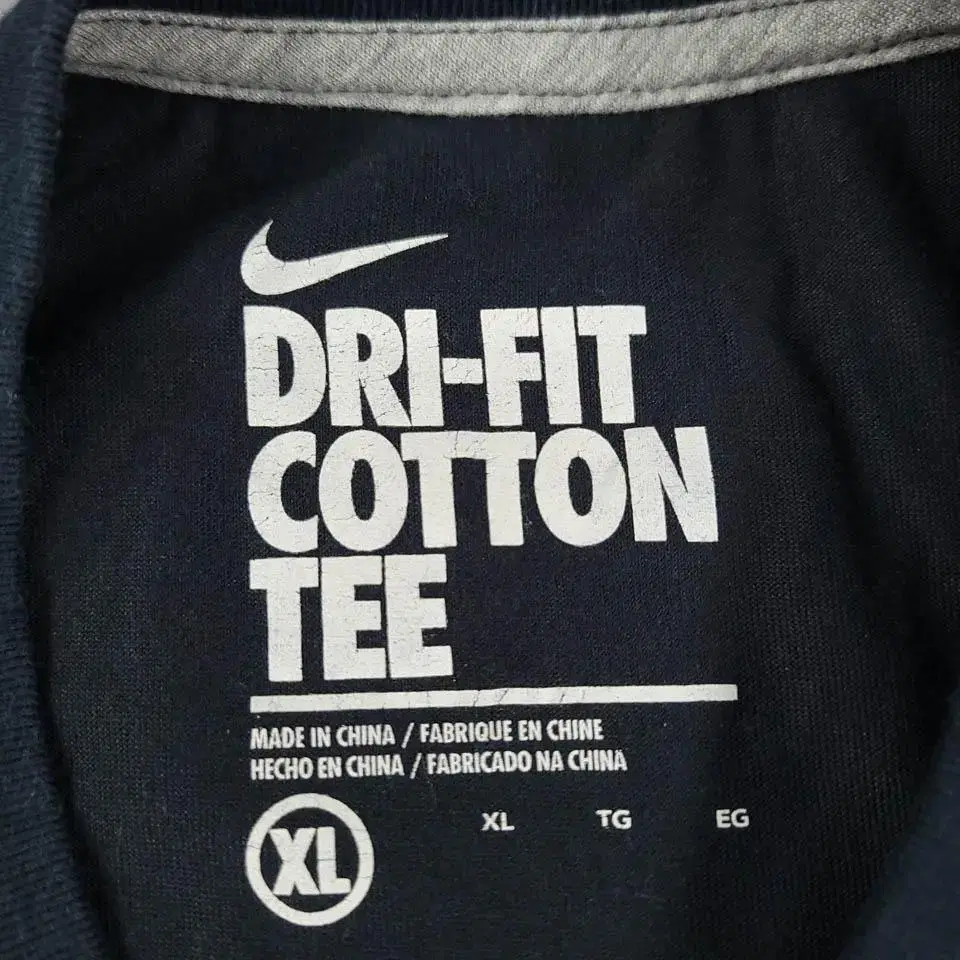 DRI-FIT
COTTON
TEE
MADE IN CHINA / FABRIQUE EN CHINE
HECHO EN CHINA / FABRICADO NA CHINA
XL XL TG EG